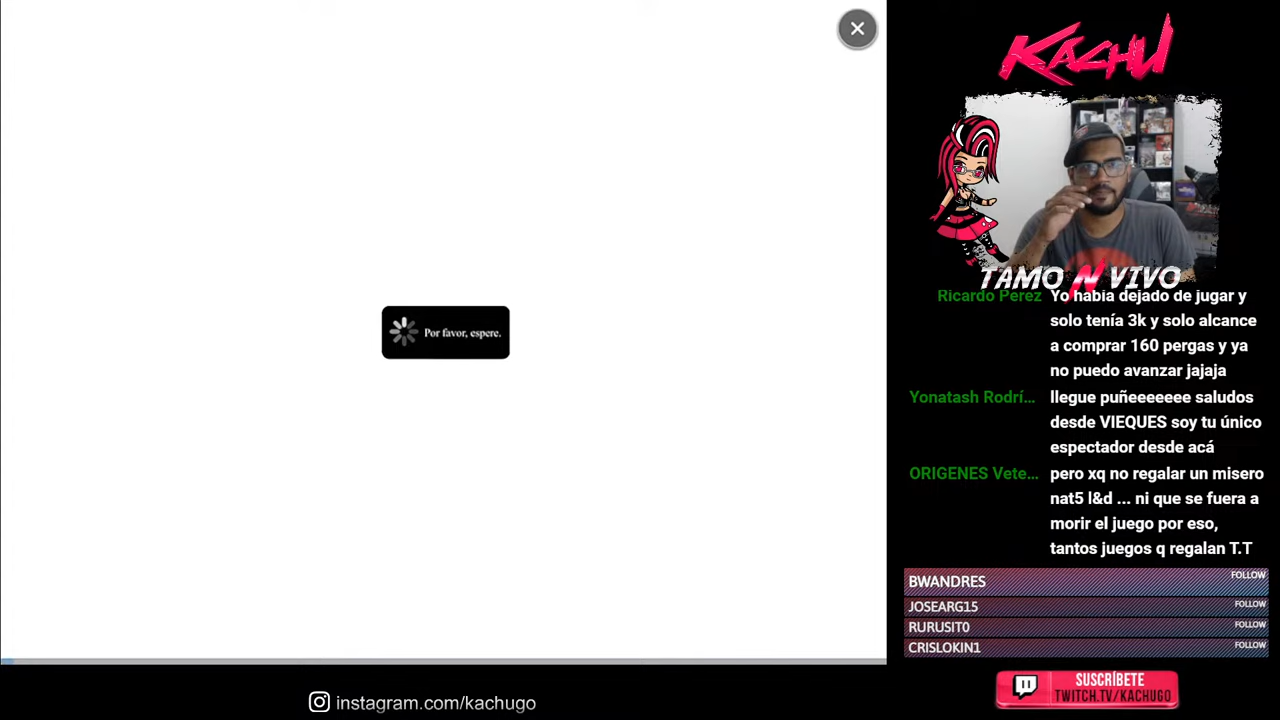 KACHU
Por favor, espere.
TAMO N VIVO
Ricardo Perez Yo habia dejado de jugar y
solo tenía 3k y solo alcance
a comprar 160 pergas y ya
no puedo avanzar jajaja
Yonatash Rodrí... llegue puñeeeeeee saludos
desde VIEQUES soy tu único
espectador desde acá
ORIGENES Vete... pero xq no regalar un misero
nat5 l&d ... ni que se fuera a
morir el juego por eso,
tantos juegos q regalan T.T
BWANDRES FOLLOW
JOSEARG15 FOLLOW
RURUSIT0 FOLLOW
CRISLOKIN1 FOLLOW
SUSCRÍBETE
TWITCH.TV/KACHUGO
instagram.com/kachugo